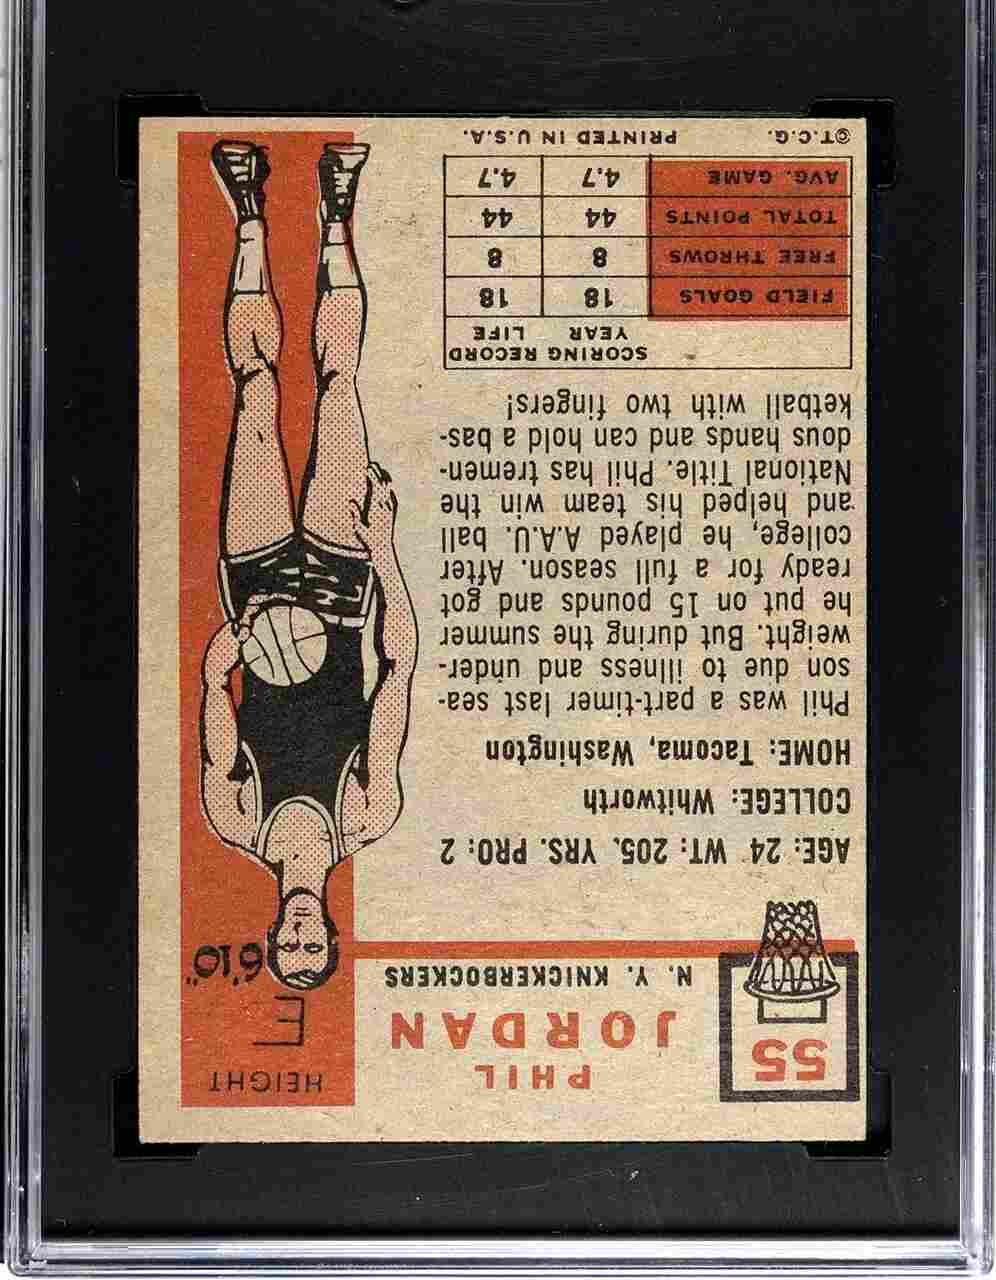 55
PHIL
JORDAN
N. Y. KNICKERBOCKERS
HEIGHT
E
6'10"
AGE: 24 WT: 205. YRS. PRO: 2
COLLEGE: Whitworth
HOME: Tacoma, Washington
Phil was a part-timer last sea-
son due to illness and under-
weight. But during the summer
he put on 15 pounds and got
ready for a full season. After
college, he played A.A.U. ball
and helped his team win the
National Title. Phil has tremen-
dous hands and can hold a bas-
ketball with two fingers!
SCORING RECORD
YEAR LIFE
FIELD GOALS 18 18
FREE THROWS 8 8
TOTAL POINTS 44 44
AVG. GAME 4.7 4.7
©T.C.G. PRINTED IN U.S.A.